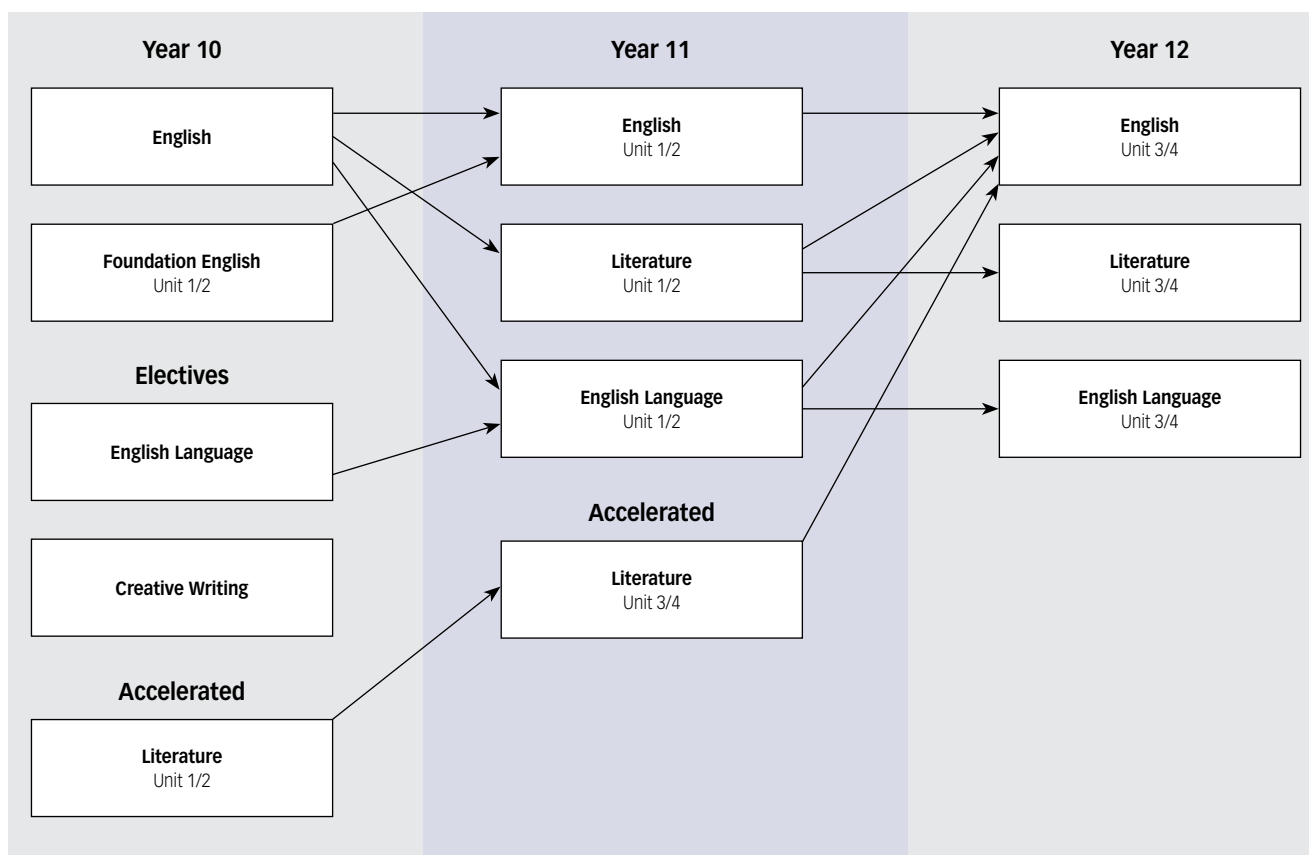 Year 10
English
Foundation English
Unit 1/2
Electives
English Language
Creative Writing
Accelerated
Literature
Unit 1/2
Year 11
English
Unit 1/2
Literature
Unit 1/2
English Language
Unit 1/2
Accelerated
Literature
Unit 3/4
Year 12
English
Unit 3/4
Literature
Unit 3/4
English Language
Unit 3/4